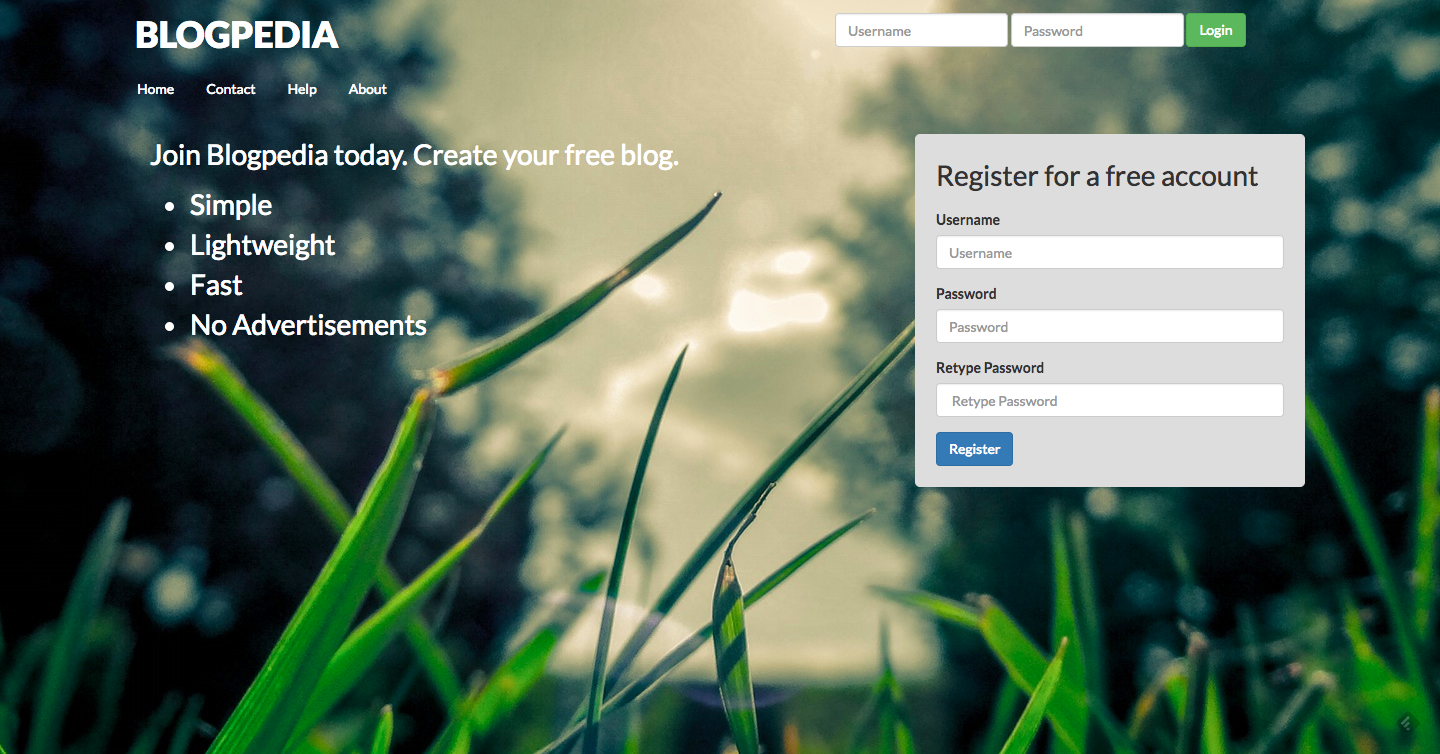 BLOGPEDIA
Username
Password
Login
Home
Contact
Help
About
Join Blogpedia today. Create your free blog.
• Simple
• Lightweight
• Fast
• No Advertisements
Register for a free account
Username
Username
Password
Password
Retype Password
Retype Password
Register